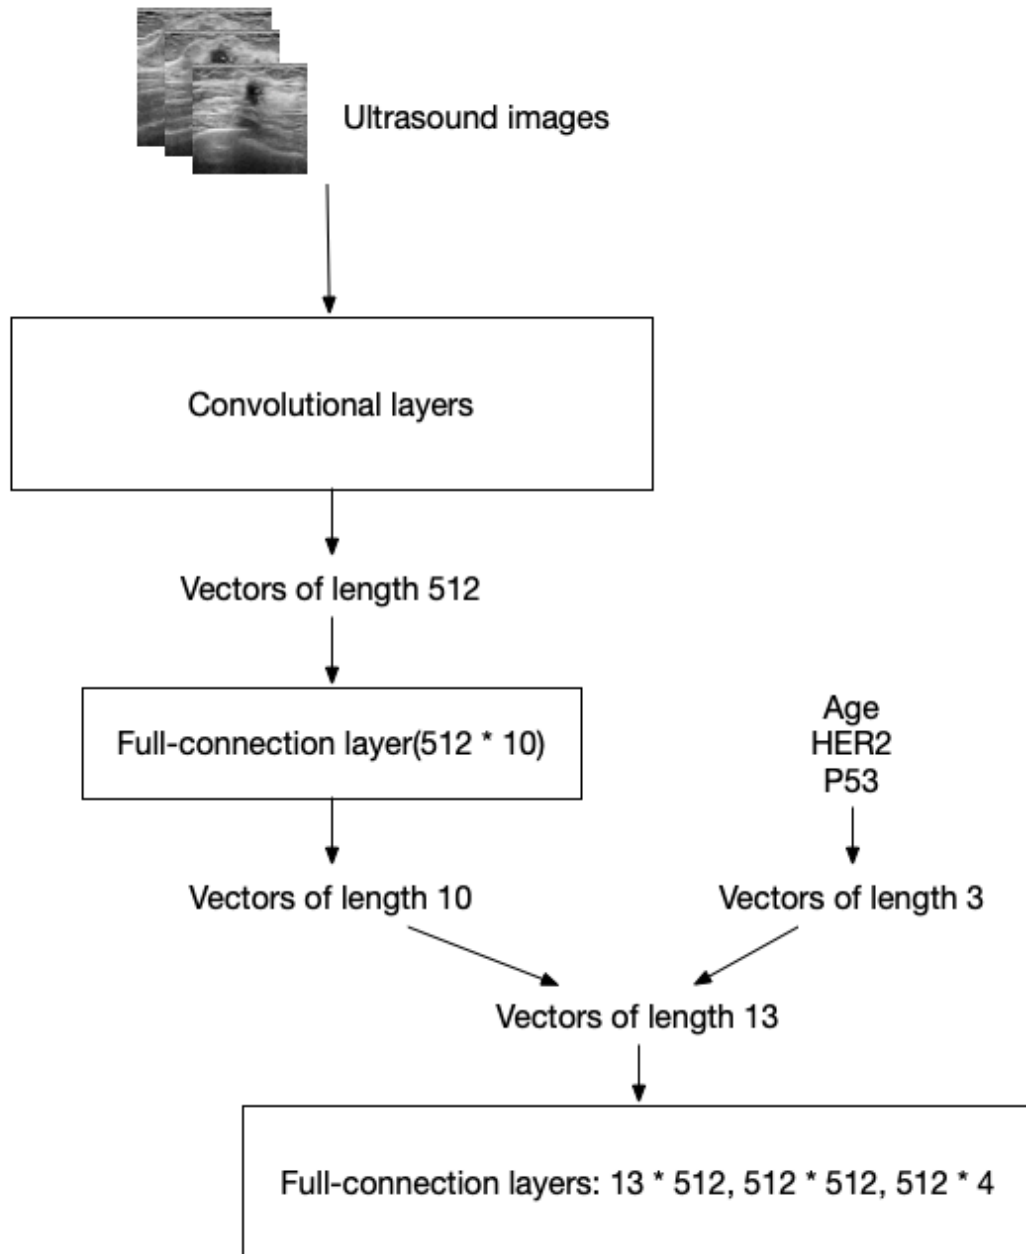 Ultrasound images
Convolutional layers
Vectors of length 512
Full-connection layer(512 * 10)
Age
HER2
P53
Vectors of length 10
Vectors of length 3
Vectors of length 13
Full-connection layers: 13 * 512, 512 * 512, 512 * 4